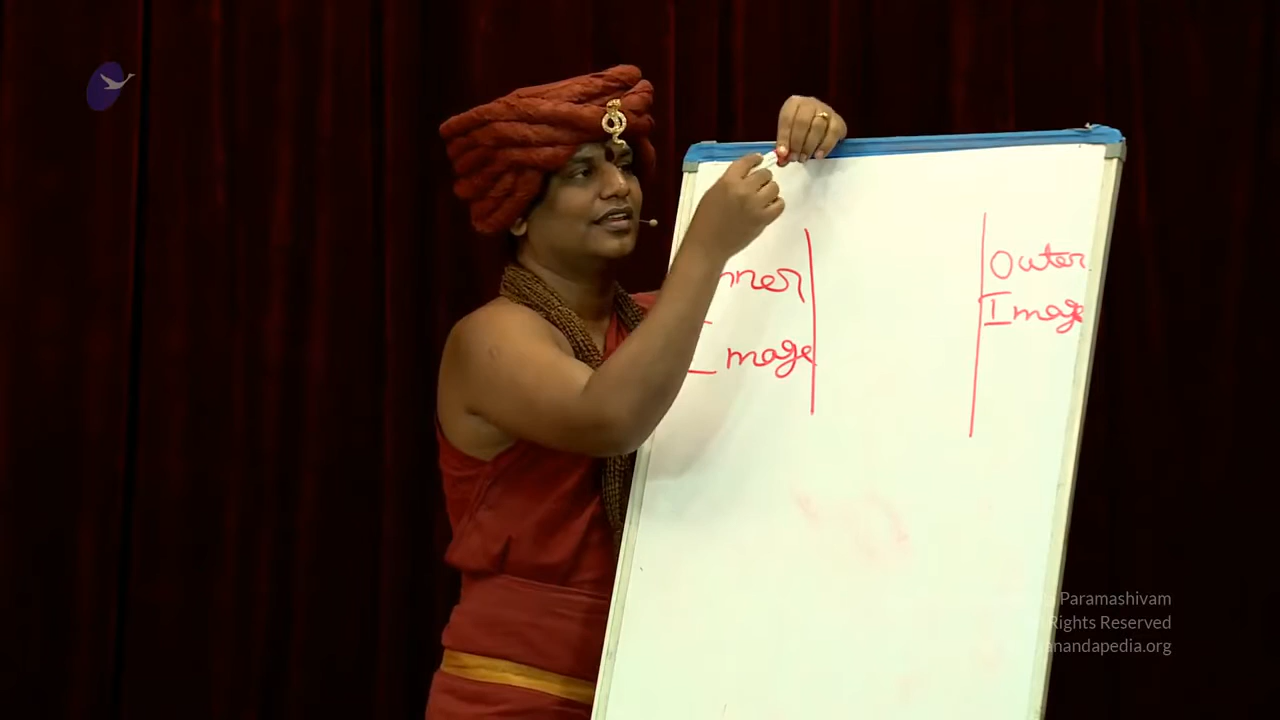 nner
Image
Outer
Image
Paramashivam
Rights Reserved
anandapedia.org